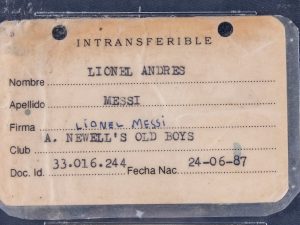 INTRANSFERIBLE
Nombre LIONEL ANDRES
Apellido MESSI
Firma Lionel Messi
Club A. NEWELL'S OLD BOYS
Doc. Id. 33.016.244 Fecha Nac. 24-06-87